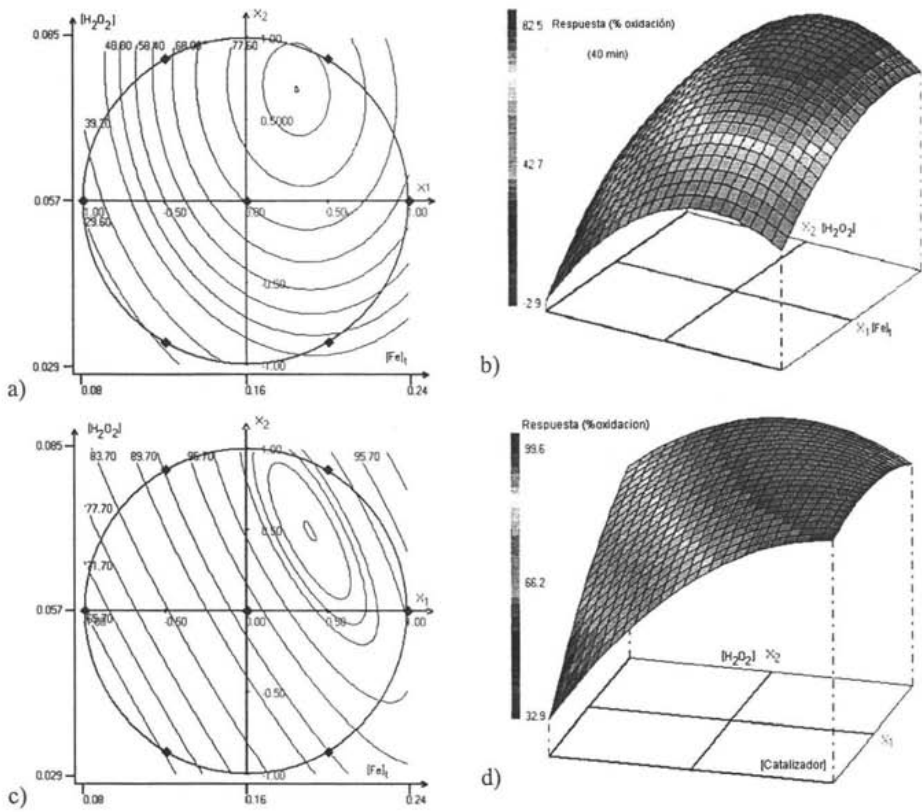 [H₂O₂]
X₂
0.085
1.00
48.80 58.40 68.00 77.60
39.20
0.5000
X₁
0.057
-1.00 -0.50 0.00 0.50 1.00
29.60
-0.50
-1.00
[Fe]t
0.029
0.08 0.16 0.24
a)
82.5
Respuesta (% oxidación)
(40 min)
42.7
-2.9
X₂ [H₂O₂]
X₁ [Fe]t
b)
[H₂O₂]
X₂
0.085
1.00
83.70 89.70 95.70 95.70
77.70
0.50
71.70
X₁
0.057
65.70
-0.50 0.00 0.50 1.00
-0.50
-1.00
[Fe]t
0.029
0.08 0.16 0.24
c)
Respuesta (%oxidacion)
99.6
66.2
32.9
[H₂O₂] X₂
X₁
[Catalizador]
d)